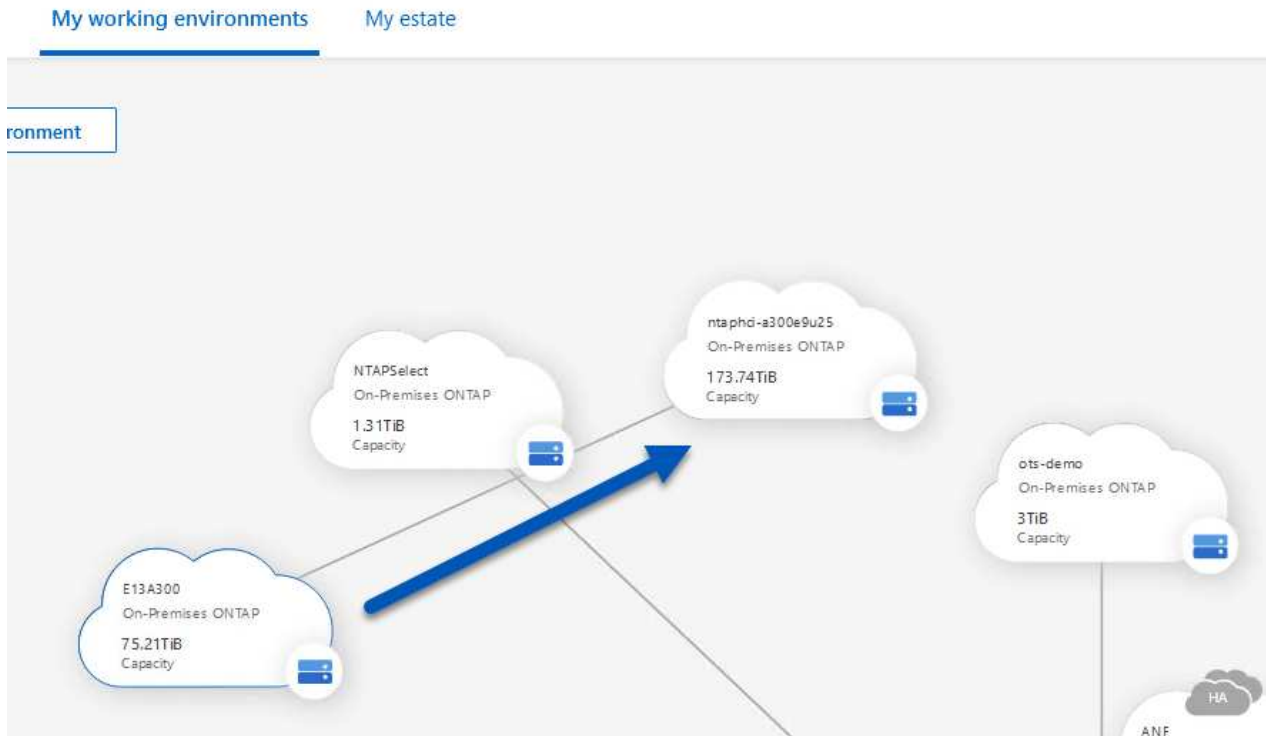 My working environments
My estate
ronment
ntaphci-a300e9u25
On-Premises ONTAP
173.74TiB
Capacity
NTAPSelect
On-Premises ONTAP
1.31TiB
Capacity
ots-demo
On-Premises ONTAP
3TiB
Capacity
E13A300
On-Premises ONTAP
75.21TiB
Capacity
HA
ANF